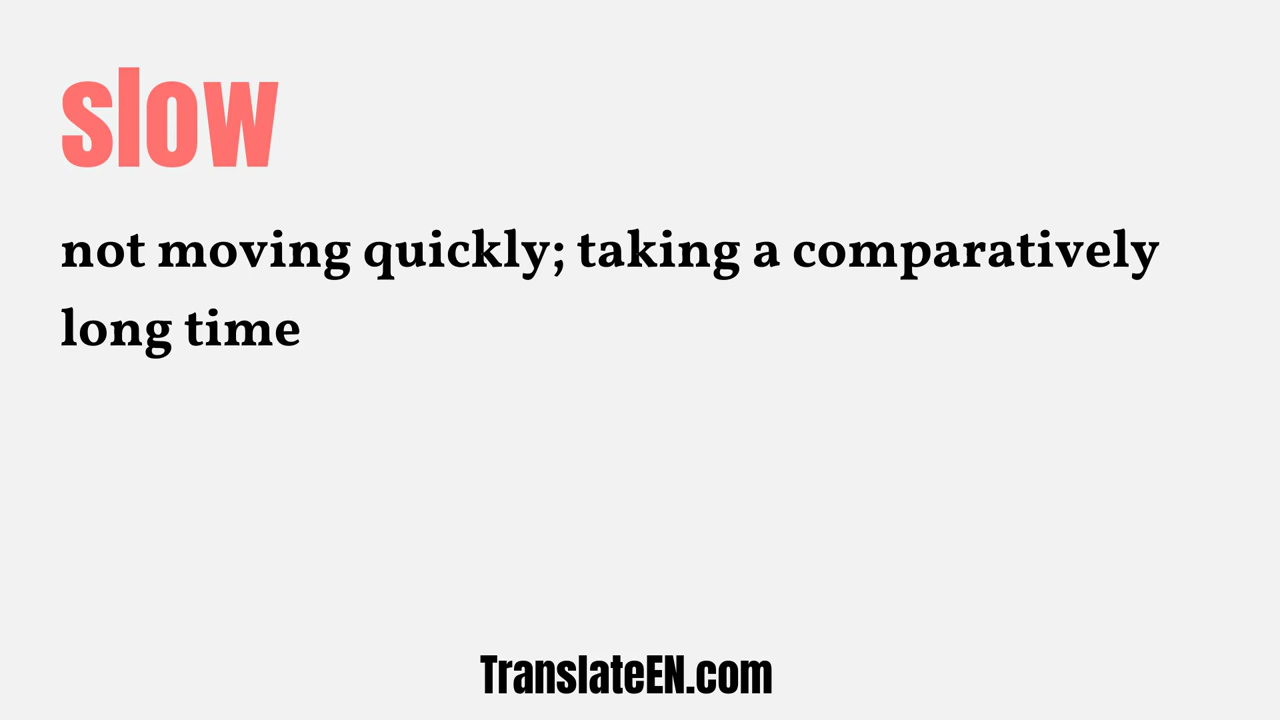 slow
not moving quickly; taking a comparatively
long time
TranslateEN.com